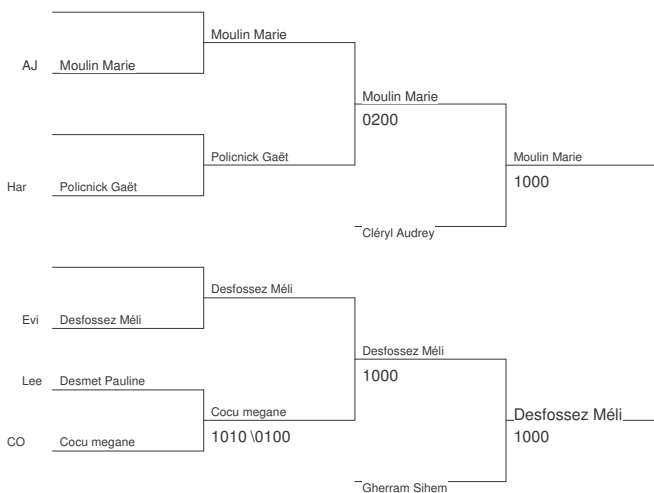 Moulin Marie
AJ Moulin Marie
Moulin Marie
0200
Policnick Gaët
Moulin Marie
1000
Har Policnick Gaët
Cléryl Audrey
Desfossez Méli
Evi Desfossez Méli
Desfossez Méli
1000
Lee Desmet Pauline
Cocu megane
1010 \0100
Desfossez Méli
1000
CO Cocu megane
Gherram Sihem